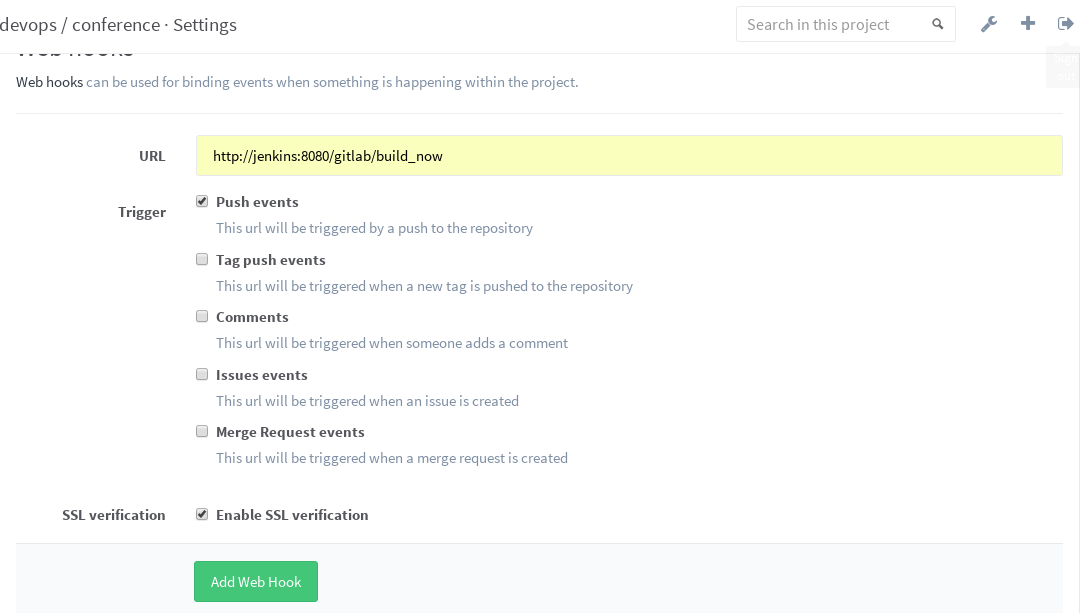 devops / conference · Settings
Search in this project
Web hooks
Web hooks can be used for binding events when something is happening within the project.
URL
http://jenkins:8080/gitlab/build_now
Trigger
Push events
This url will be triggered by a push to the repository
Tag push events
This url will be triggered when a new tag is pushed to the repository
Comments
This url will be triggered when someone adds a comment
Issues events
This url will be triggered when an issue is created
Merge Request events
This url will be triggered when a merge request is created
SSL verification
Enable SSL verification
Add Web Hook